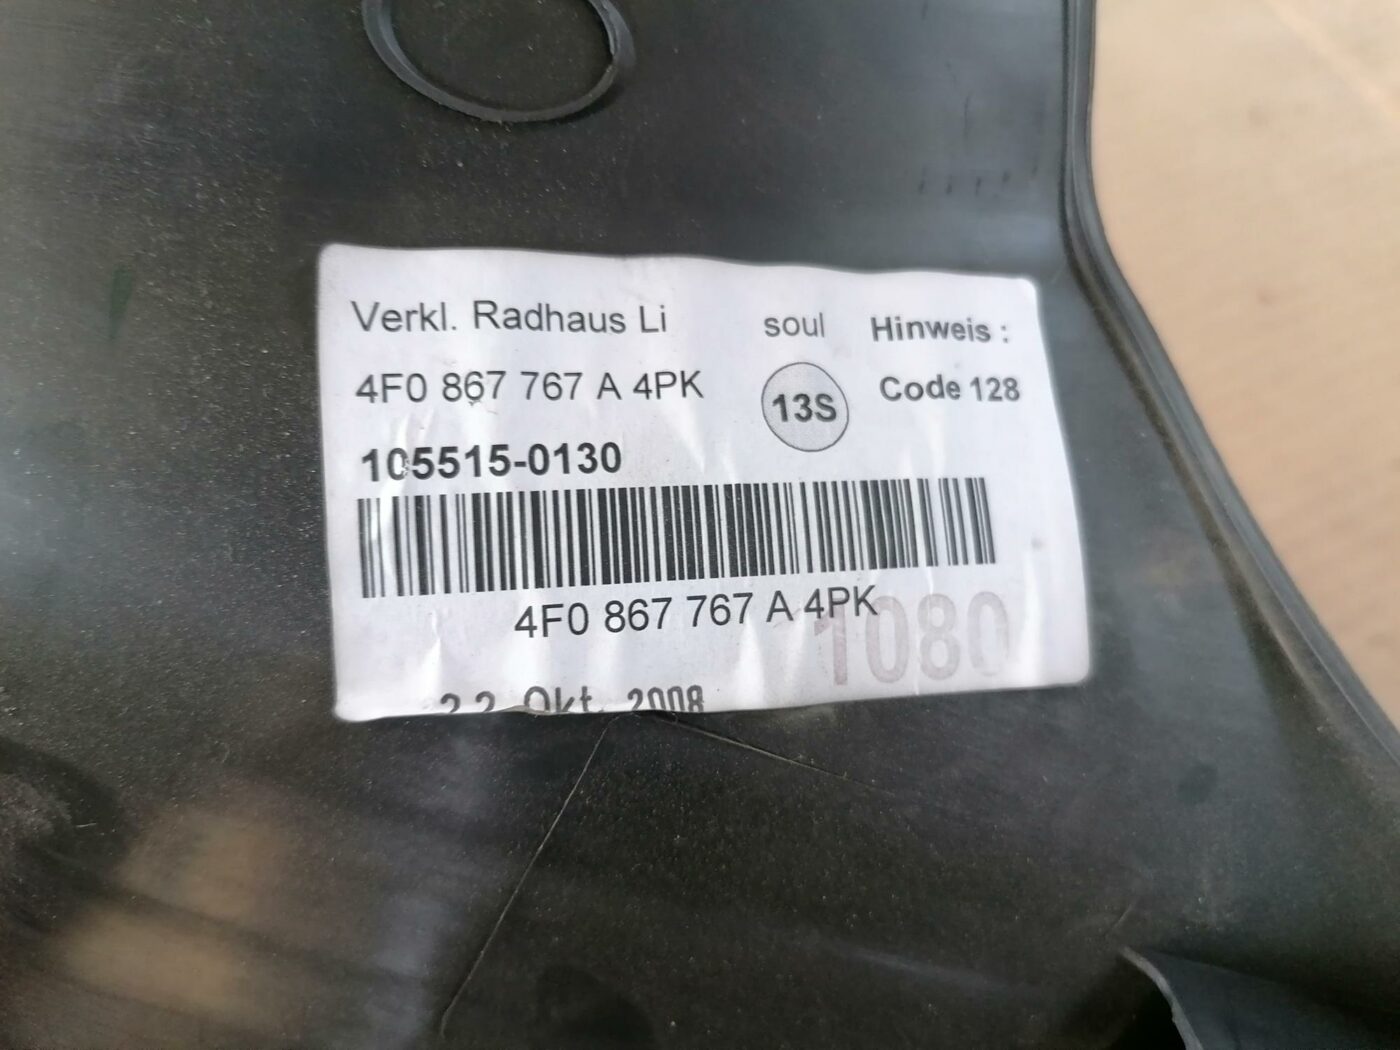 Verkl. Radhaus Li
soul
Hinweis :
4F0 867 767 A 4PK
13S
Code 128
105515-0130
4F0 867 767 A 4PK
1080
22 Okt. 2008